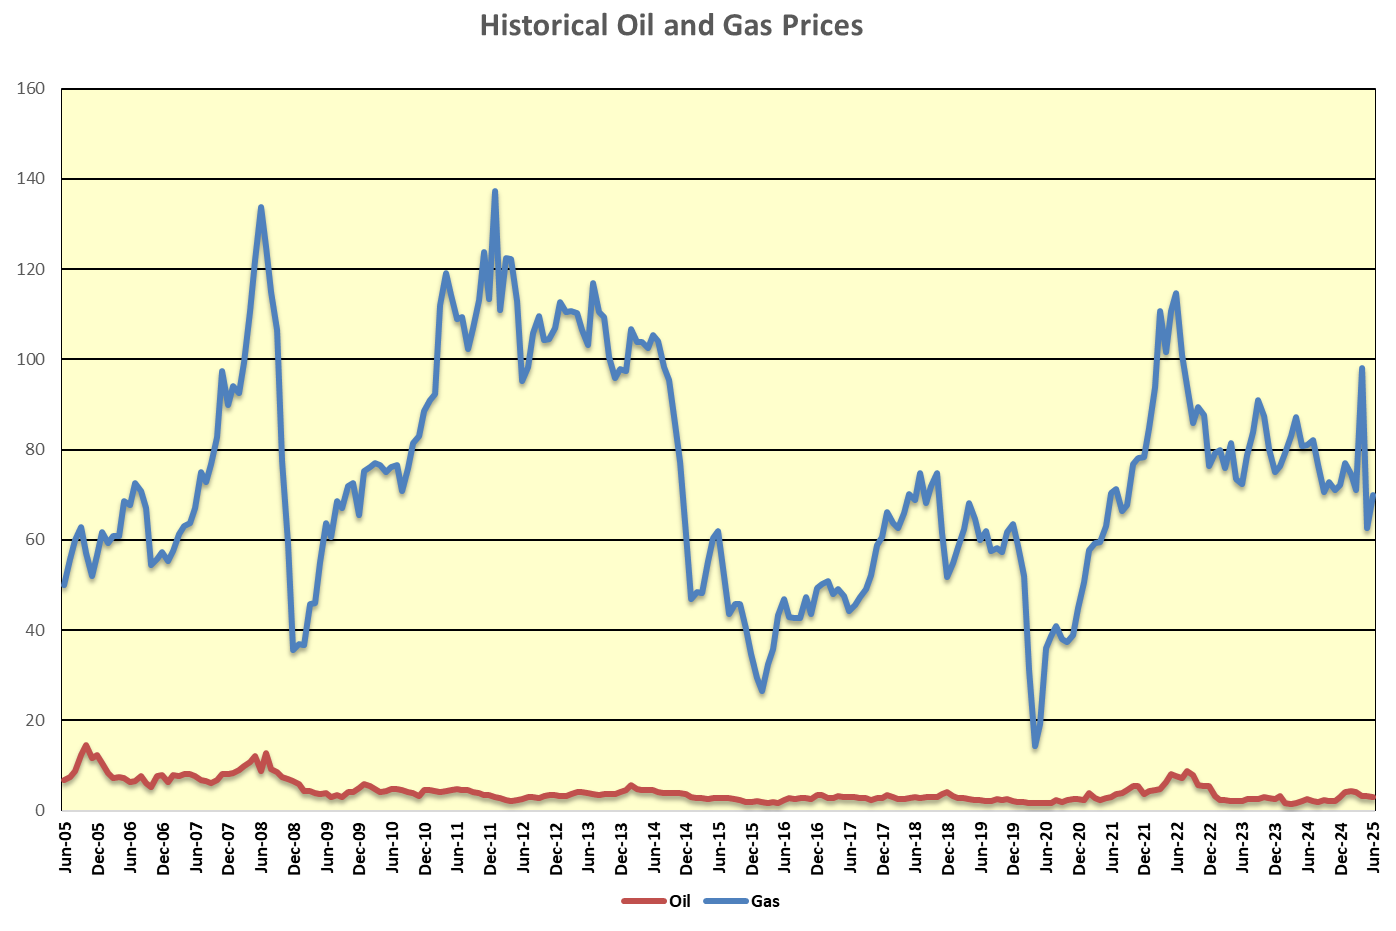 Historical Oil and Gas Prices
160
140
120
100
80
60
40
20
0
Jun-05
Dec-05
Jun-06
Dec-06
Jun-07
Dec-07
Jun-08
Dec-08
Jun-09
Dec-09
Jun-10
Dec-10
Jun-11
Dec-11
Jun-12
Dec-12
Jun-13
Dec-13
Jun-14
Dec-14
Jun-15
Dec-15
Jun-16
Dec-16
Jun-17
Dec-17
Jun-18
Dec-18
Jun-19
Dec-19
Jun-20
Dec-20
Jun-21
Dec-21
Jun-22
Dec-22
Jun-23
Dec-23
Jun-24
Dec-24
Jun-25
Oil Gas